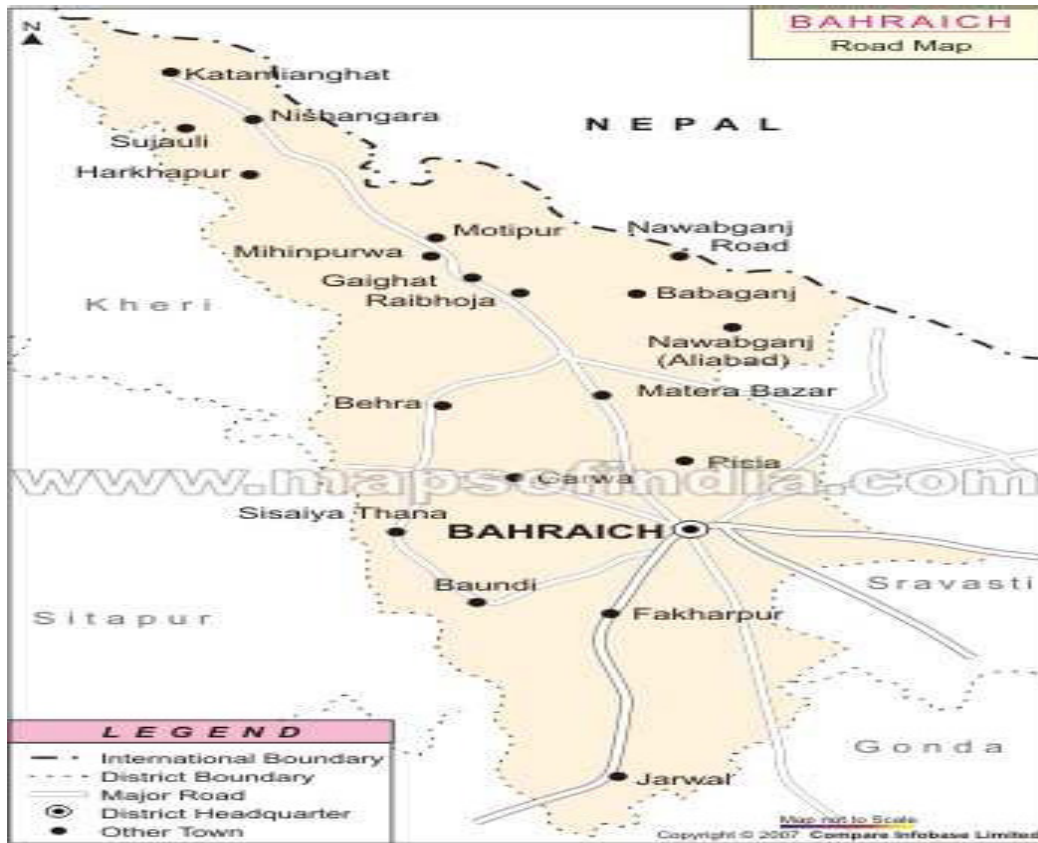 BAHRAICH
Road Map
N
Katarnianghat
NEPAL
Nishangara
Sujauli
Harkhapur
Motipur
Nawabganj
Road
Mihinpurwa
Gaighat
Raibhoja
Babaganj
Kheri
Nawabganj
(Aliabad)
Behra
Matera Bazar
Pisia
www.mapsofindia.com
Sisaiya Thana
BAHRAICH
Baundi
Sravasti
Sitapur
Fakharpur
Gonda
Jarwal
LEGEND
International Boundary
District Boundary
Major Road
District Headquarter
Other Town
Map not to Scale
Copyright © 2007 Compare Infobase Limited